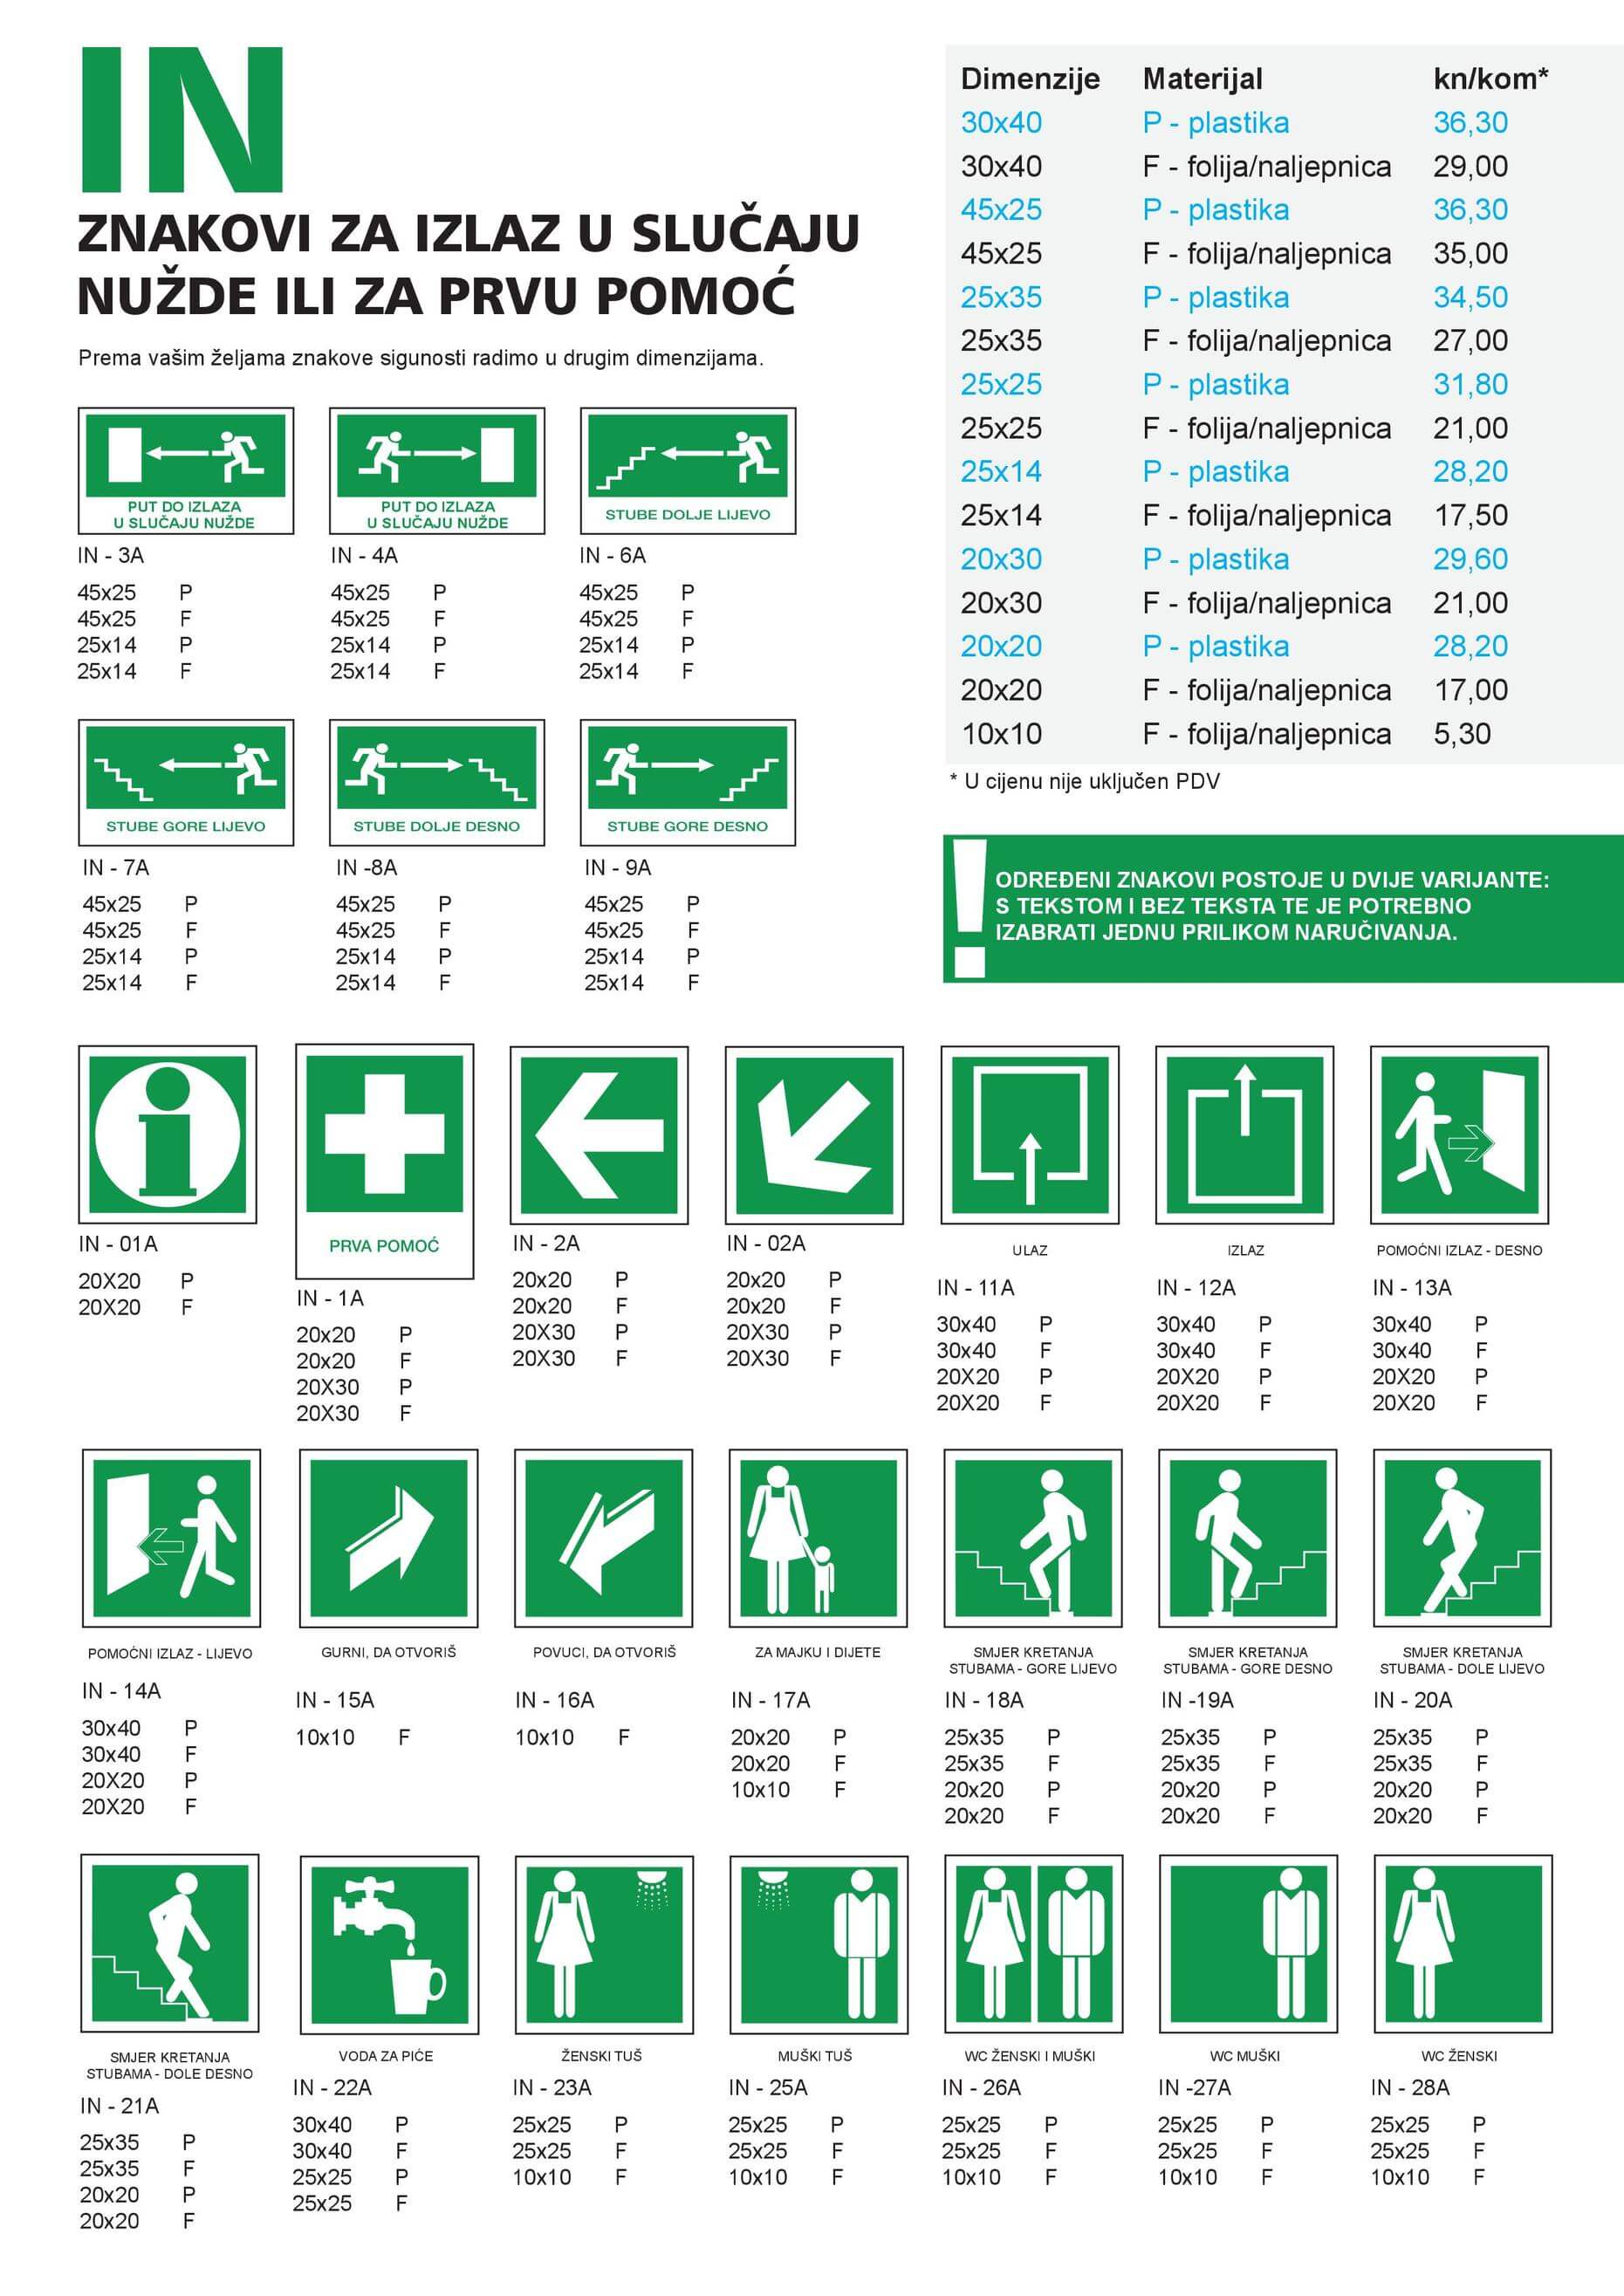 IN
ZNAKOVI ZA IZLAZ U SLUČAJU
NUŽDE ILI ZA PRVU POMOĆ
Prema vašim željama znakove sigunosti radimo u drugim dimenzijama.
Dimenzije Materijal kn/kom*
30x40 P - plastika 36,30
30x40 F - folija/naljepnica 29,00
45x25 P - plastika 36,30
45x25 F - folija/naljepnica 35,00
25x35 P - plastika 34,50
25x35 F - folija/naljepnica 27,00
25x25 P - plastika 31,80
25x25 F - folija/naljepnica 21,00
25x14 P - plastika 28,20
25x14 F - folija/naljepnica 17,50
20x30 P - plastika 29,60
20x30 F - folija/naljepnica 21,00
20x20 P - plastika 28,20
20x20 F - folija/naljepnica 17,00
10x10 F - folija/naljepnica 5,30
* U cijenu nije uključen PDV
! ODREĐENI ZNAKOVI POSTOJE U DVIJE VARIJANTE:
S TEKSTOM I BEZ TEKSTA TE JE POTREBNO
IZABRATI JEDNU PRILIKOM NARUČIVANJA.
PUT DO IZLAZA
U SLUČAJU NUŽDE
IN - 3A
45x25 P
45x25 F
25x14 P
25x14 F
PUT DO IZLAZA
U SLUČAJU NUŽDE
IN - 4A
45x25 P
45x25 F
25x14 P
25x14 F
STUBE DOLJE LIJEVO
IN - 6A
45x25 P
45x25 F
25x14 P
25x14 F
STUBE GORE LIJEVO
IN - 7A
45x25 P
45x25 F
25x14 P
25x14 F
STUBE DOLJE DESNO
IN -8A
45x25 P
45x25 F
25x14 P
25x14 F
STUBE GORE DESNO
IN - 9A
45x25 P
45x25 F
25x14 P
25x14 F
i
IN - 01A
20X20 P
20X20 F
PRVA POMOĆ
IN - 1A
20x20 P
20x20 F
20X30 P
20X30 F
IN - 2A
20x20 P
20x20 F
20X30 P
20X30 F
IN - 02A
20x20 P
20x20 F
20X30 P
20X30 F
ULAZ
IN - 11A
30x40 P
30x40 F
20X20 P
20X20 F
IZLAZ
IN - 12A
30x40 P
30x40 F
20X20 P
20X20 F
POMOĆNI IZLAZ - DESNO
IN - 13A
30x40 P
30x40 F
20X20 P
20X20 F
POMOĆNI IZLAZ - LIJEVO
IN - 14A
30x40 P
30x40 F
20X20 P
20X20 F
GURNI, DA OTVORIŠ
IN - 15A
10x10 F
POVUCI, DA OTVORIŠ
IN - 16A
10x10 F
ZA MAJKU I DIJETE
IN - 17A
20x20 P
20x20 F
10x10 F
SMJER KRETANJA
STUBAMA - GORE LIJEVO
IN - 18A
25x35 P
25x35 F
20x20 P
20x20 F
SMJER KRETANJA
STUBAMA - GORE DESNO
IN -19A
25x35 P
25x35 F
20x20 P
20x20 F
SMJER KRETANJA
STUBAMA - DOLE LIJEVO
IN - 20A
25x35 P
25x35 F
20x20 P
20x20 F
SMJER KRETANJA
STUBAMA - DOLE DESNO
IN - 21A
25x35 P
25x35 F
20x20 P
20x20 F
VODA ZA PIĆE
IN - 22A
30x40 P
30x40 F
25x25 P
25x25 F
ŽENSKI TUŠ
IN - 23A
25x25 P
25x25 F
10x10 F
MUŠKI TUŠ
IN - 25A
25x25 P
25x25 F
10x10 F
WC ŽENSKI I MUŠKI
IN - 26A
25x25 P
25x25 F
10x10 F
WC MUŠKI
IN -27A
25x25 P
25x25 F
10x10 F
WC ŽENSKI
IN - 28A
25x25 P
25x25 F
10x10 F